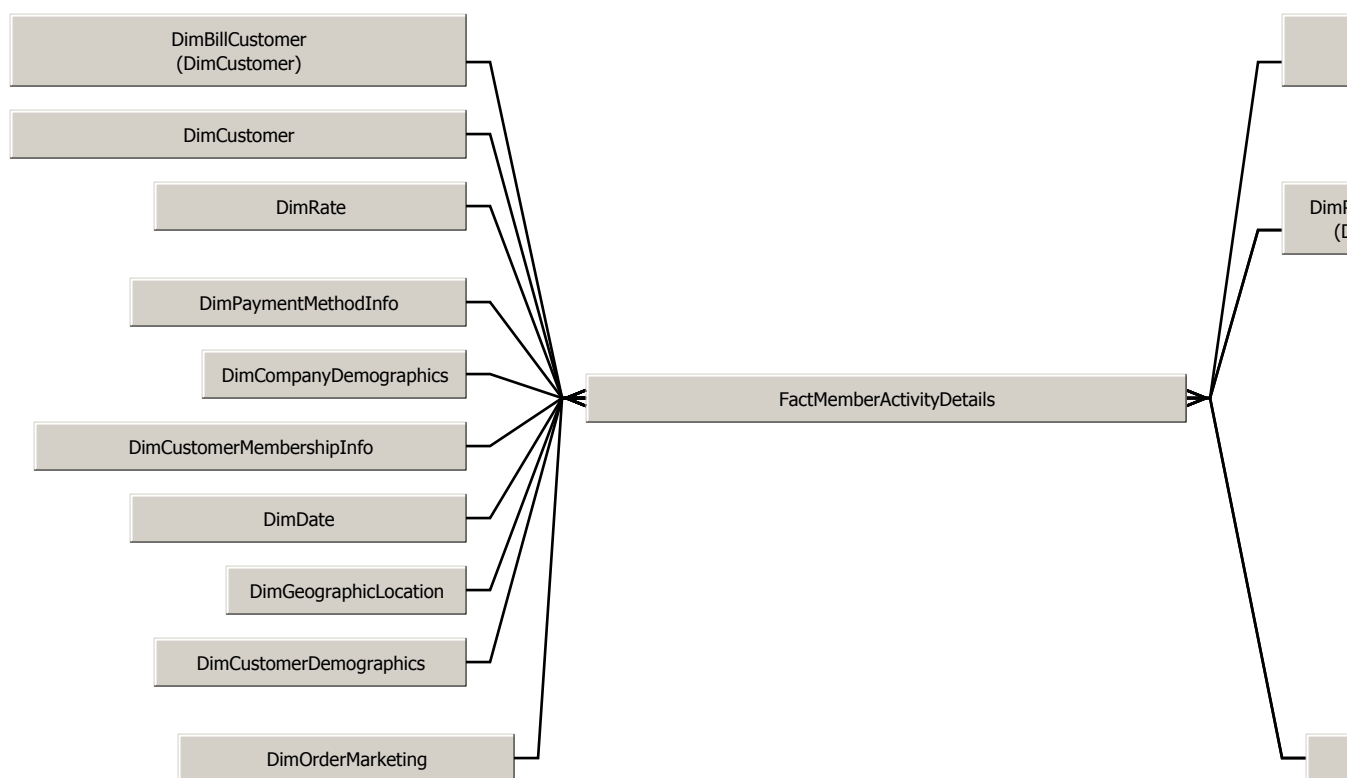 DimBillCustomer
(DimCustomer)
DimCustomer
DimRate
DimPaymentMethodInfo
DimCompanyDemographics
DimCustomerMembershipInfo
DimDate
DimGeographicLocation
DimCustomerDemographics
DimOrderMarketing
FactMemberActivityDetails